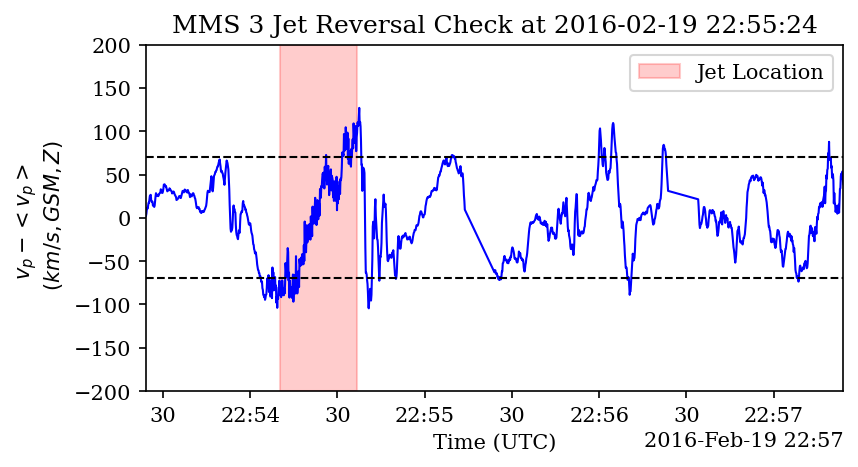 MMS 3 Jet Reversal Check at 2016-02-19 22:55:24
200
150
100
50
0
−50
−100
−150
−200
v_p − < v_p >
(km/s, GSM, Z)
Jet Location
30 22:54 30 22:55 30 22:56 30 22:57
Time (UTC)
2016-Feb-19 22:57